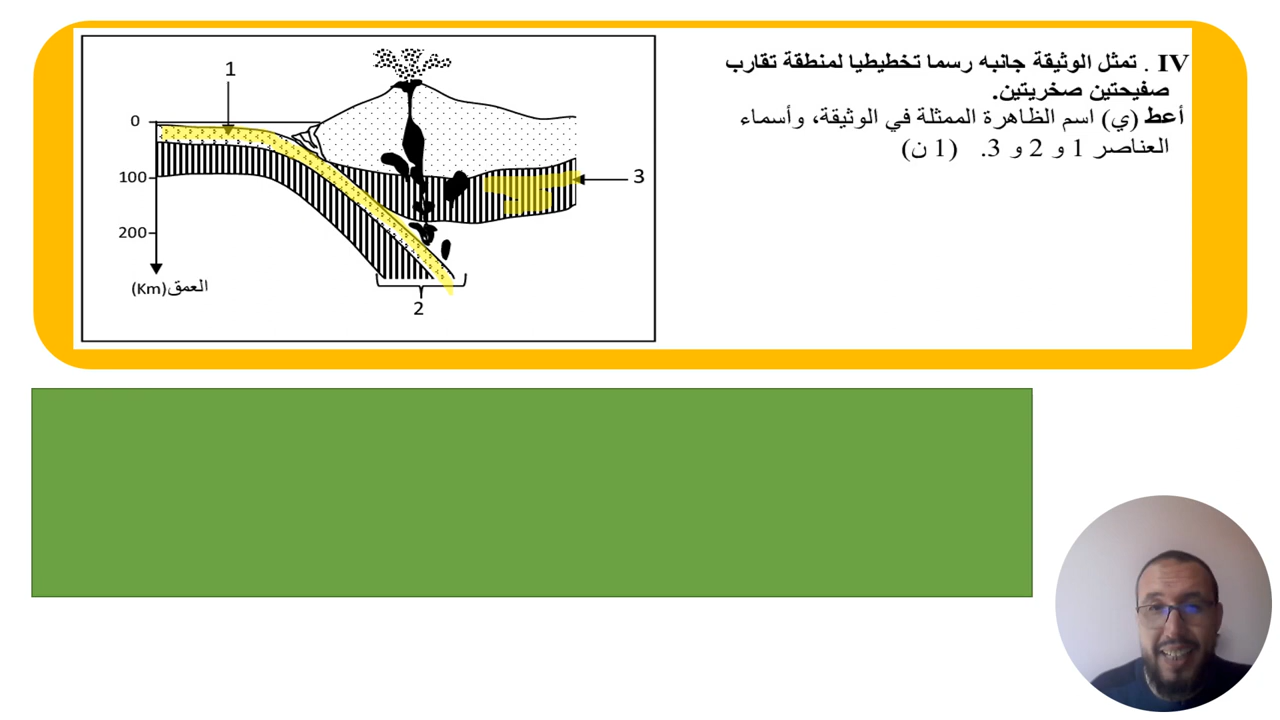 IV . تمثل الوثيقة جانبه رسما تخطيطيا لمنطقة تقارب
صفيحتين صخريتين.
أعط (ي) اسم الظاهرة الممثلة في الوثيقة، وأسماء
العناصر 1 و 2 و 3. (1 ن)
1
0
100
3
200
العمق(Km)
2